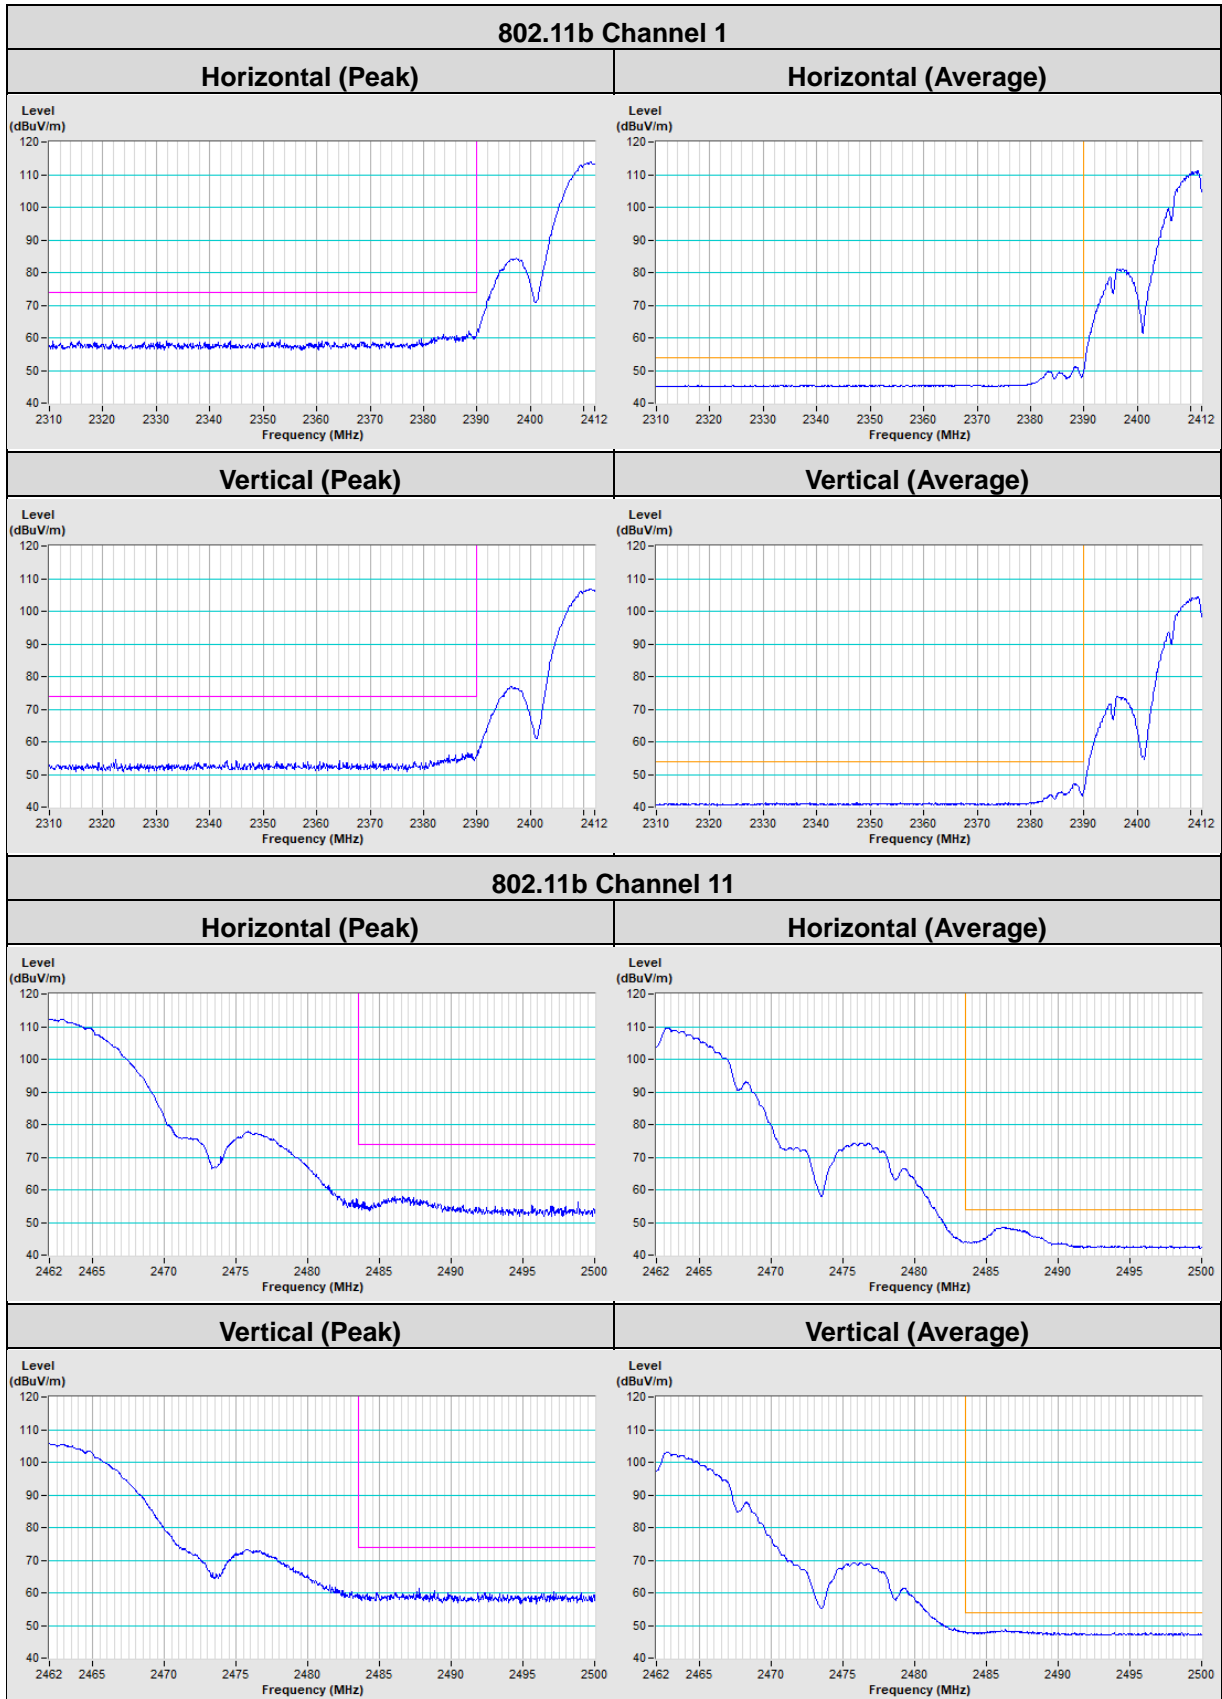 802.11b Channel 1
Horizontal (Peak) Horizontal (Average)
Level Level
(dBuV/m) (dBuV/m)
120 120
110 110
100 100
90 90
80 80
70 70
60 60
50 50
40 40
2310 2320 2330 2340 2350 2360 2370 2380 2390 2400 2412 2310 2320 2330 2340 2350 2360 2370 2380 2390 2400 2412
Frequency (MHz) Frequency (MHz)
Vertical (Peak) Vertical (Average)
Level Level
(dBuV/m) (dBuV/m)
120 120
110 110
100 100
90 90
80 80
70 70
60 60
50 50
40 40
2310 2320 2330 2340 2350 2360 2370 2380 2390 2400 2412 2310 2320 2330 2340 2350 2360 2370 2380 2390 2400 2412
Frequency (MHz) Frequency (MHz)
802.11b Channel 11
Horizontal (Peak) Horizontal (Average)
Level Level
(dBuV/m) (dBuV/m)
120 120
110 110
100 100
90 90
80 80
70 70
60 60
50 50
40 40
2462 2465 2470 2475 2480 2485 2490 2495 2500 2462 2465 2470 2475 2480 2485 2490 2495 2500
Frequency (MHz) Frequency (MHz)
Vertical (Peak) Vertical (Average)
Level Level
(dBuV/m) (dBuV/m)
120 120
110 110
100 100
90 90
80 80
70 70
60 60
50 50
40 40
2462 2465 2470 2475 2480 2485 2490 2495 2500 2462 2465 2470 2475 2480 2485 2490 2495 2500
Frequency (MHz) Frequency (MHz)